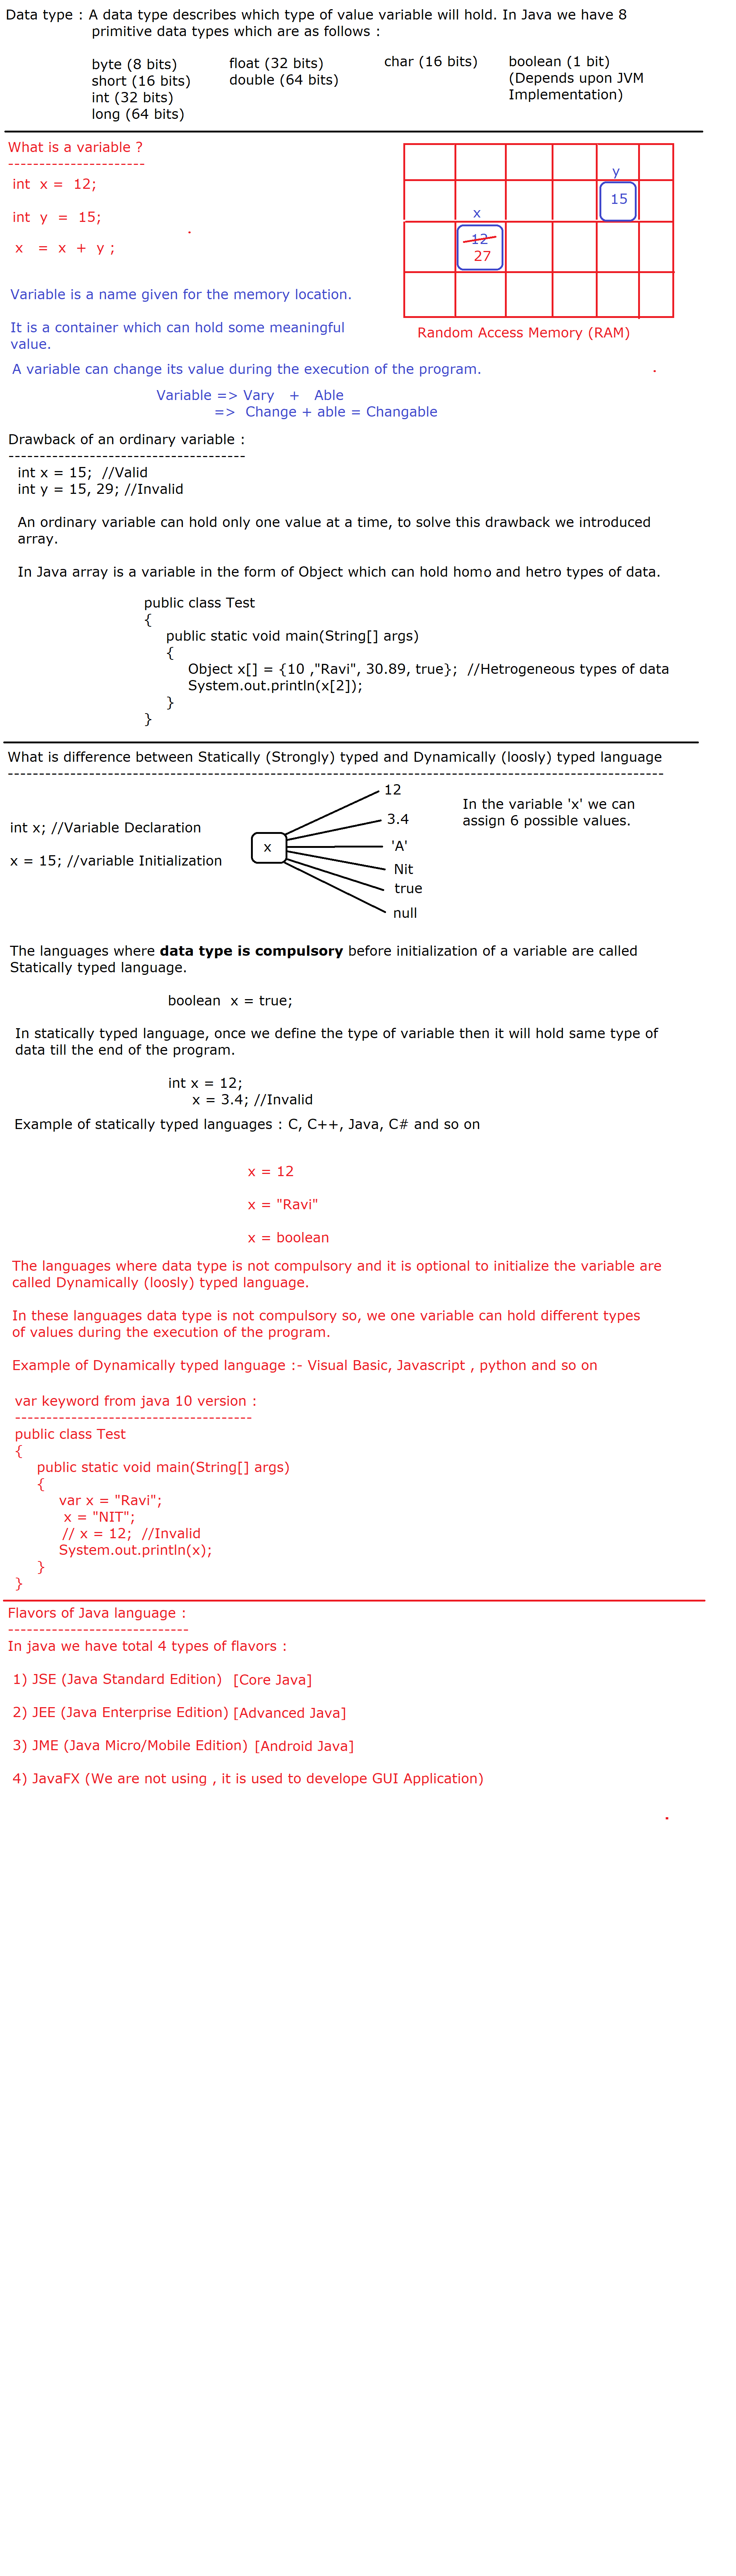 Data type : A data type describes which type of value variable will hold. In Java we have 8
primitive data types which are as follows :
byte (8 bits)
short (16 bits)
int (32 bits)
long (64 bits)
float (32 bits)
double (64 bits)
char (16 bits)
boolean (1 bit)
(Depends upon JVM
Implementation)
What is a variable ?
----------------------
int x = 12;
int y = 15;
x = x + y ;
x
12
27
y
15
Random Access Memory (RAM)
Variable is a name given for the memory location.
It is a container which can hold some meaningful
value.
A variable can change its value during the execution of the program.
Variable => Vary + Able
=> Change + able = Changable
Drawback of an ordinary variable :
--------------------------------------
int x = 15; //Valid
int y = 15, 29; //Invalid
An ordinary variable can hold only one value at a time, to solve this drawback we introduced
array.
In Java array is a variable in the form of Object which can hold homo and hetro types of data.
public class Test
{
public static void main(String[] args)
{
Object x[] = {10 ,"Ravi", 30.89, true}; //Hetrogeneous types of data
System.out.println(x[2]);
}
}
What is difference between Statically (Strongly) typed and Dynamically (loosly) typed language
---------------------------------------------------------------------------------------------------------
int x; //Variable Declaration
x = 15; //variable Initialization
x
12
3.4
'A'
Nit
true
null
In the variable 'x' we can
assign 6 possible values.
The languages where data type is compulsory before initialization of a variable are called
Statically typed language.
boolean x = true;
In statically typed language, once we define the type of variable then it will hold same type of
data till the end of the program.
int x = 12;
x = 3.4; //Invalid
Example of statically typed languages : C, C++, Java, C# and so on
x = 12
x = "Ravi"
x = boolean
The languages where data type is not compulsory and it is optional to initialize the variable are
called Dynamically (loosly) typed language.
In these languages data type is not compulsory so, we one variable can hold different types
of values during the execution of the program.
Example of Dynamically typed language :- Visual Basic, Javascript , python and so on
var keyword from java 10 version :
--------------------------------------
public class Test
{
public static void main(String[] args)
{
var x = "Ravi";
x = "NIT";
// x = 12; //Invalid
System.out.println(x);
}
}
Flavors of Java language :
-----------------------------
In java we have total 4 types of flavors :
1) JSE (Java Standard Edition) [Core Java]
2) JEE (Java Enterprise Edition) [Advanced Java]
3) JME (Java Micro/Mobile Edition) [Android Java]
4) JavaFX (We are not using , it is used to develope GUI Application)